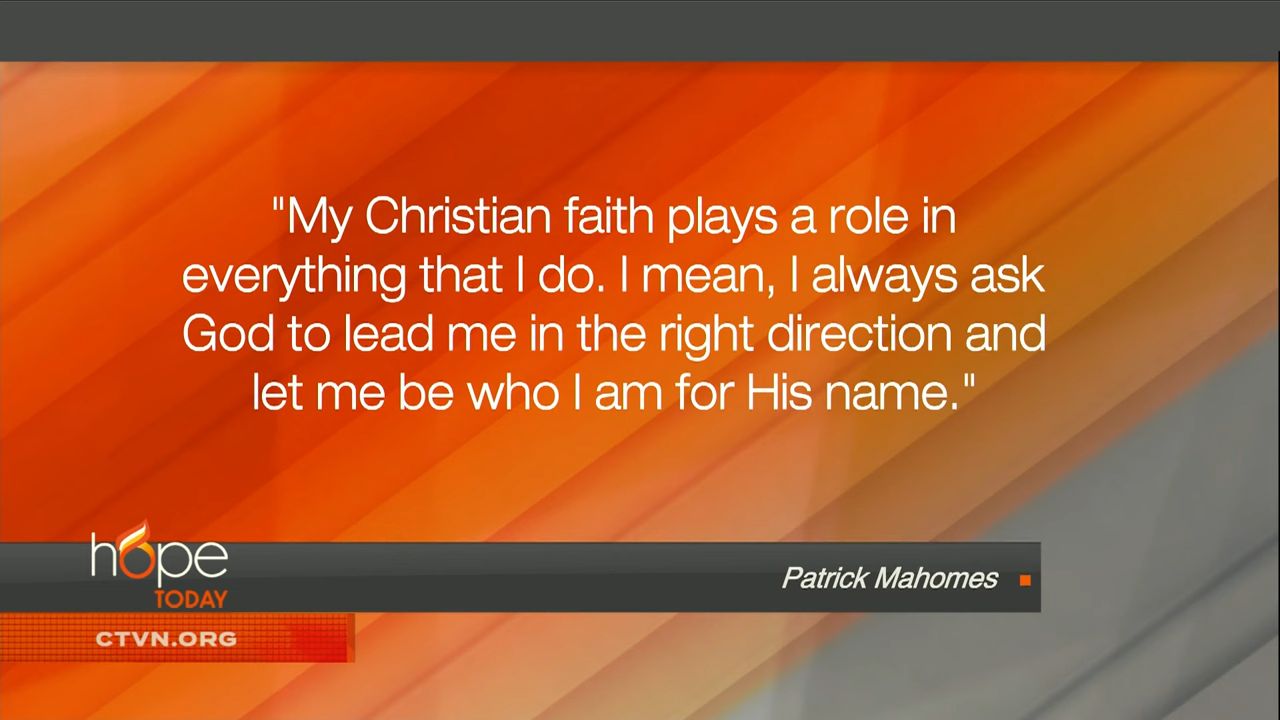 "My Christian faith plays a role in
everything that I do. I mean, I always ask
God to lead me in the right direction and
let me be who I am for His name."
hope
TODAY
Patrick Mahomes
CTVN.ORG